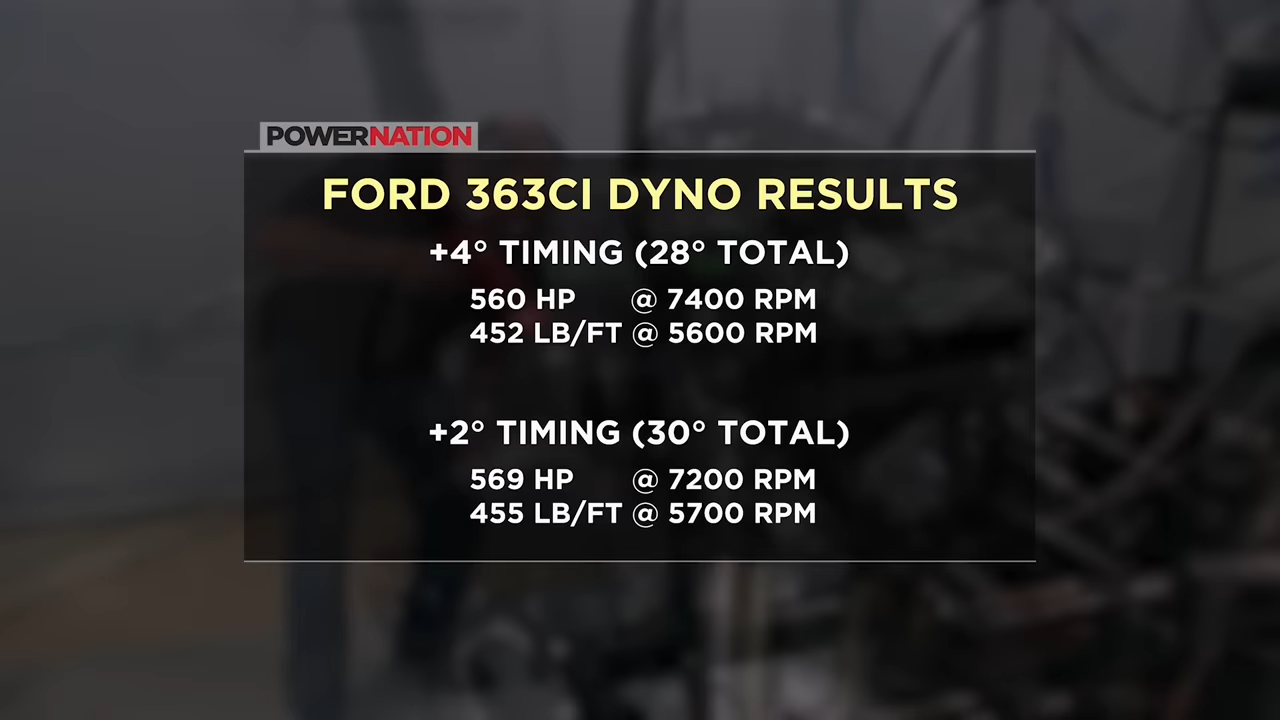 POWERNATION
FORD 363CI DYNO RESULTS
+4° TIMING (28° TOTAL)
560 HP @ 7400 RPM
452 LB/FT @ 5600 RPM
+2° TIMING (30° TOTAL)
569 HP @ 7200 RPM
455 LB/FT @ 5700 RPM